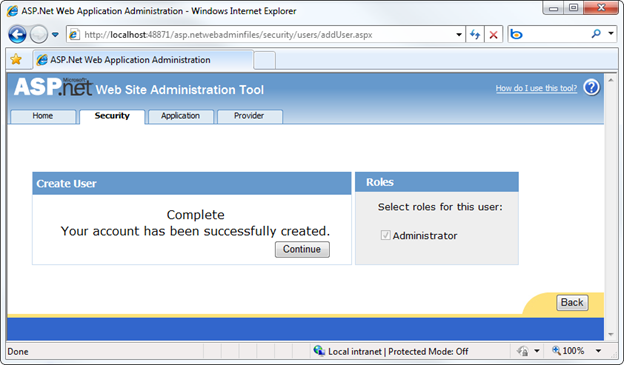 ASP.Net Web Application Administration - Windows Internet Explorer
http://localhost:48871/asp.netwebadminfiles/security/users/addUser.aspx
ASP.Net Web Application Administration
Microsoft
ASP.net Web Site Administration Tool
How do I use this tool? ?
Home Security Application Provider
Create User
Complete
Your account has been successfully created.
Continue
Roles
Select roles for this user:
Administrator
Back
Done Local intranet | Protected Mode: Off 100%